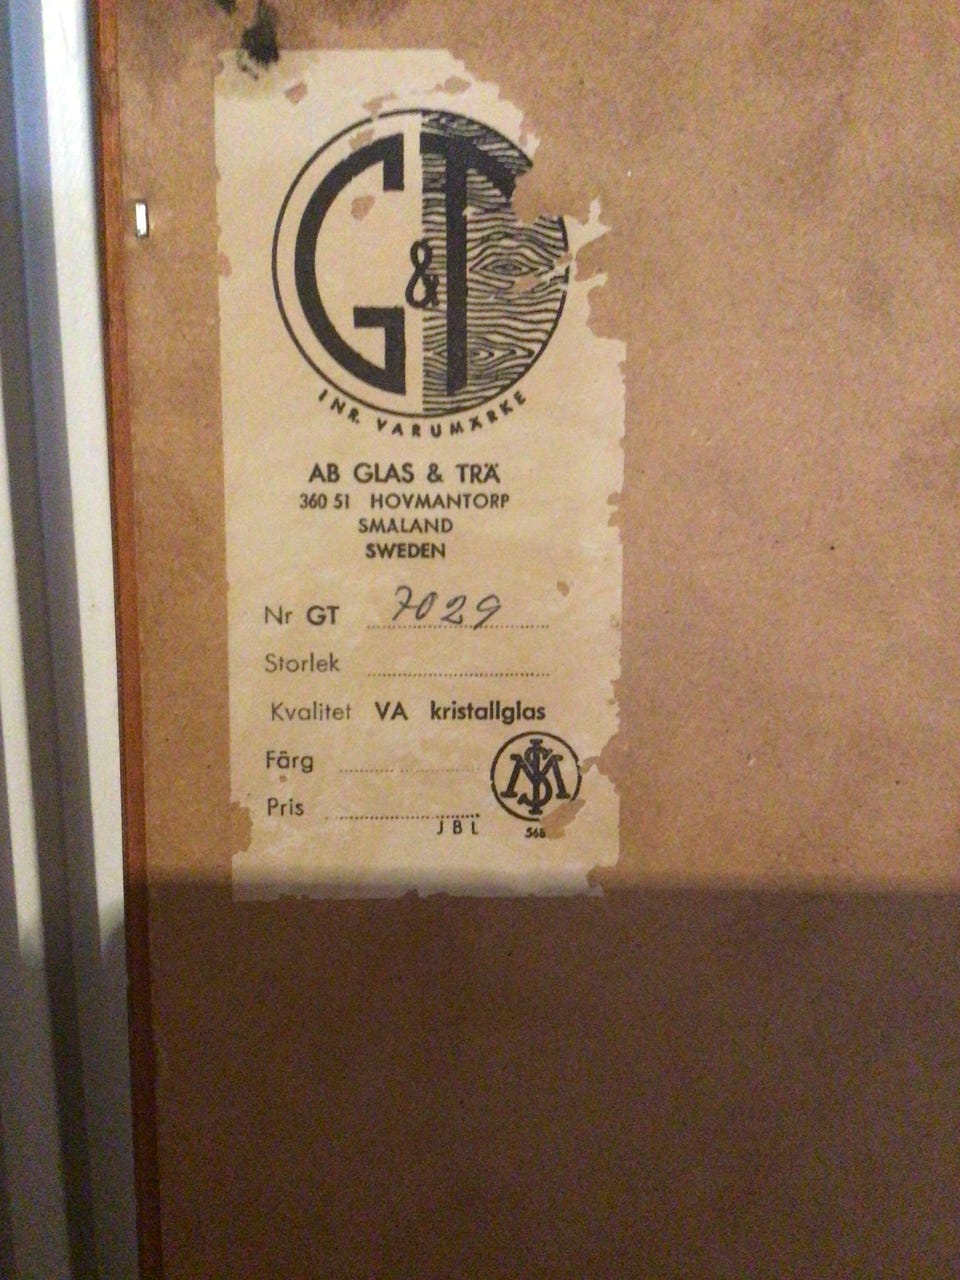 G&T
INR. VARUMÄRKE
AB GLAS & TRÄ
360 51 HOVMANTORP
SMALAND
SWEDEN
Nr GT 7029
Storlek
Kvalitet VA kristallglas
Färg
Pris
JBL
568